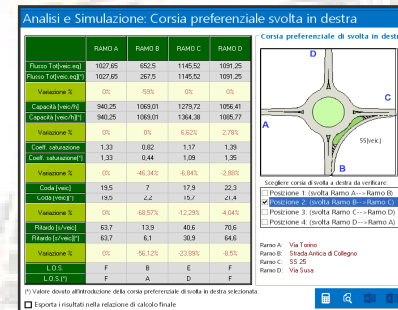 Analisi e Simulazione: Corsia preferenziale svolta in destra
RAMO A RAMO B RAMO C RAMO D
Flusso Tot[veic.eq] 1027,65 652,5 1145,52 1091,25
Flusso Tot[veic.eq](*) 1027,65 267,5 1145,52 1091,25
Variazione % 0% -59% 0% 0%
Capacità [veic/h] 940,25 1069,01 1279,72 1056,41
Capacità [veic/h](*) 940,25 1069,01 1364,38 1085,77
Variazione % 0% 0% 6,62% 2,78%
Coeff. saturazione 1,33 0,82 1,17 1,39
Coeff. saturazione(*) 1,33 0,44 1,09 1,35
Variazione % 0% -46,34% -6,84% -2,88%
Coda [veic] 19,5 7 17,9 22,3
Coda [veic](*) 19,5 2,2 15,7 21,4
Variazione % 0% -68,57% -12,29% -4,04%
Ritardo [s/veic] 63,7 13,9 40,6 70,6
Ritardo [s/veic](*) 63,7 6,1 30,9 64,6
Variazione % 0% -56,12% -23,89% -8,5%
L.O.S. F B E F
L.O.S.(*) F A D F
(*) Valore dovuto all'introduzione della corsia preferenziale di svolta in destra selezionata.
Esporta i risultati nella relazione di calcolo finale
Corsia preferenziale di svolta in destr
D
C
A
B
55[veic.]
Scegliere corsia di svolta a destra da verificare:
Posizione 1: (svolta Ramo A-->Ramo B)
Posizione 2: (svolta Ramo B-->Ramo C)
Posizione 3: (svolta Ramo C-->Ramo D)
Posizione 4: (svolta Ramo D-->Ramo A)
Ramo A: Via Torino
Ramo B: Strada Antica di Collegno
Ramo C: SS 25
Ramo D: Via Susa